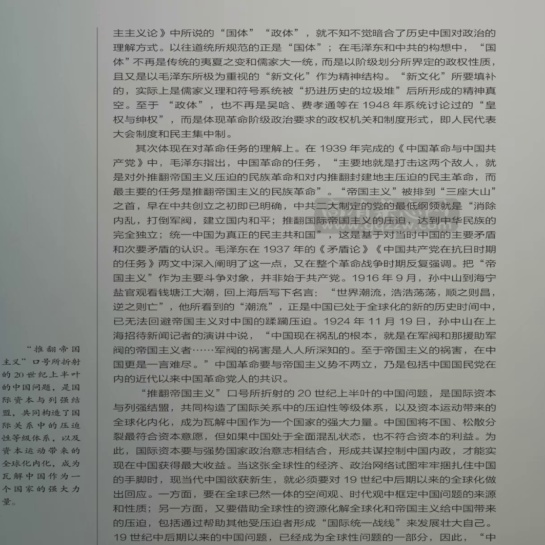 主主义论》中所说的“国体”“政体”，就不知不觉暗合了历史中国对政治的
理解方式。以往道统所规范的正是“国体”；在毛泽东和中共的构想中，“国
体”不再是传统的夷夏之变和儒家大一统，而是以阶级划分所界定的政权性质，
且又是以毛泽东所极为重视的“新文化”作为精神结构。“新文化”所要填补
的，实际上是儒家义理和符号系统被“扔进历史的垃圾堆”后所形成的精神真
空。至于“政体”，也不再是吴晗、费孝通等在 1948 年系统讨论过的“皇
权与绅权”，而是体现革命阶级政治要求的政权机关和制度形式，即人民代表
大会制度和民主集中制。
其次体现在对革命任务的理解上。在 1939 年完成的《中国革命与中国共
产党》中，毛泽东指出，中国革命的任务，“主要地就是打击这两个敌人，就
是对外推翻帝国主义压迫的民族革命和对内推翻封建地主压迫的民主革命，而
最主要的任务是推翻帝国主义的民族革命”。“帝国主义”被排到“三座大山”
之首，早在中共创立之初即已明确，中共二大制定的党的最低纲领就是“消除
内乱，打倒军阀，建立国内和平；推翻国际帝国主义的压迫，达到中华民族的
完全独立；统一中国为真正的民主共和国”，这是基于对当时中国的主要矛盾
和次要矛盾的认识。毛泽东在 1937 年的《矛盾论》《中国共产党在抗日时期
的任务》两文中深入阐明了这一点，又在整个革命战争时期反复强调。把“帝
国主义”作为主要斗争对象，并非始于共产党。1916 年 9 月，孙中山到海宁
盐官观看钱塘江大潮，回上海后写下名言：“世界潮流，浩浩荡荡，顺之则昌，
逆之则亡”，他所看到的“潮流”，正是中国已处于全球化的新的历史时间中，
已无法回避帝国主义对中国的蹂躏压迫。1924 年 11 月 19 日，孙中山在上
海招待新闻记者的演讲中说，“中国现在祸乱的根本，就是在军阀和那援助军
阀的帝国主义者……军阀的祸害是人人所深知的。至于帝国主义的祸害，在中
国更是一言难尽。”中国革命要与帝国主义势不两立，乃是包括中国国民党在
内的近代以来中国革命党人的共识。
“推翻帝国主义”口号所折射的 20 世纪上半叶的中国问题，是国际资本
与列强结盟，共同构造了国际关系中的压迫性等级体系，以及资本运动带来的
全球化内化，成为瓦解中国作为一个国家的强大力量。中国国将不国、松散分
裂最符合资本意愿，但如果中国处于全面混乱状态，也不符合资本的利益。为
此，国际资本要与强势国家政治意志相结合，形成共谋控制中国内政，才能实
现在中国获得最大收益。当这张全球性的经济、政治网络试图牢牢捆扎住中国
的手脚时，现当代中国欲获新生，就必须要对 19 世纪中后期以来的全球化做
出回应。一方面，要在全球已然一体的空间观、时代观中框定中国问题的来源
和性质；另一方面，又要借助全球性的资源化解全球化和帝国主义给中国带来
的压迫，包括通过帮助其他受压迫者形成“国际统一战线”来发展壮大自己。
19 世纪中后期以来的中国问题，已经成为全球性问题的一部分，因此，“中
“推翻帝国
主义”口号所折射
的 20 世纪上半叶
的中国问题，是国
际资本与列强结
盟，共同构造了国
际关系中的压迫
性等级体系，以及
资本运动带来的
全球化内化，成为
瓦解中国作为一
个国家的强大力
量。